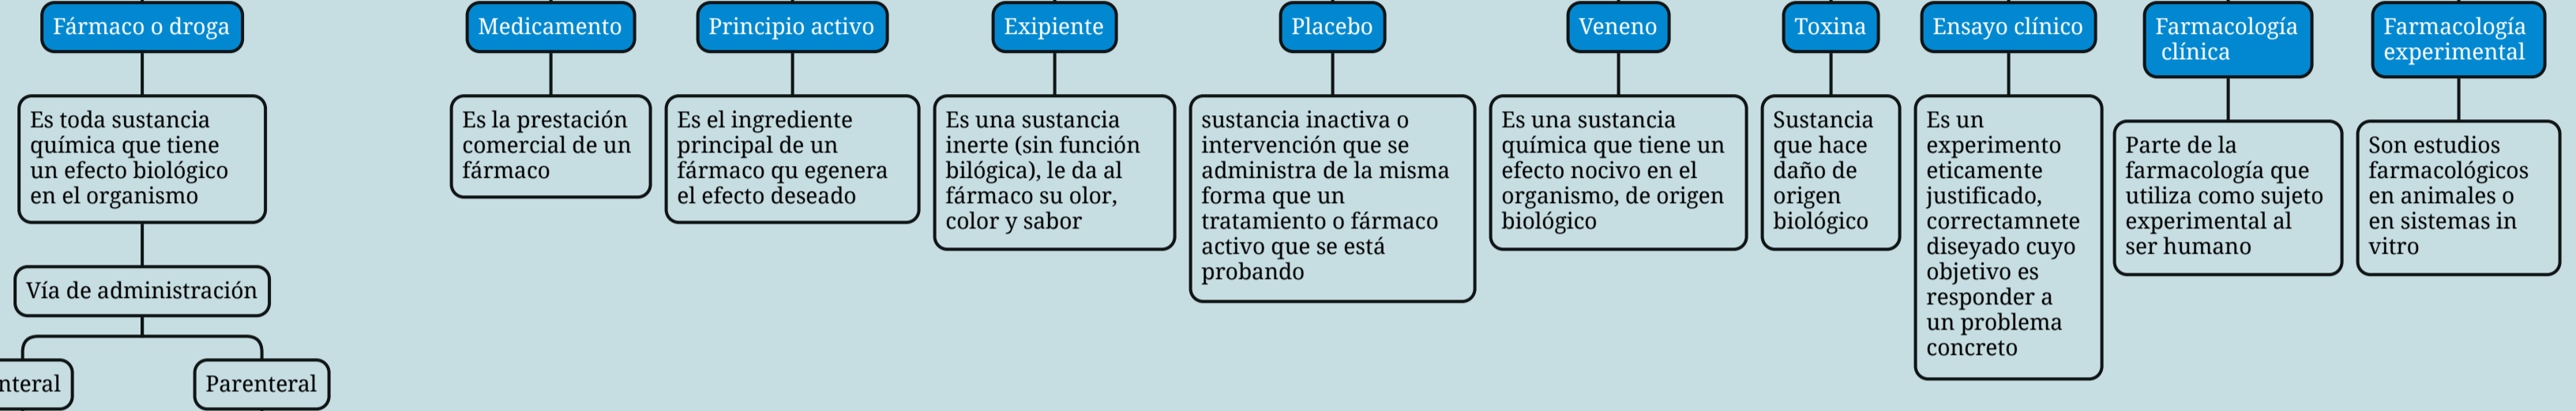 Fármaco o droga
Es toda sustancia
química que tiene
un efecto biológico
en el organismo
Vía de administración
nteral
Parenteral
Medicamento
Es la prestación
comercial de un
fármaco
Principio activo
Es el ingrediente
principal de un
fármaco qu egenera
el efecto deseado
Exipiente
Es una sustancia
inerte (sin función
bilógica), le da al
fármaco su olor,
color y sabor
Placebo
sustancia inactiva o
intervención que se
administra de la misma
forma que un
tratamiento o fármaco
activo que se está
probando
Veneno
Es una sustancia
química que tiene un
efecto nocivo en el
organismo, de origen
biológico
Toxina
Sustancia
que hace
daño de
origen
biológico
Ensayo clínico
Es un
experimento
eticamente
justificado,
correctamnete
diseyado cuyo
objetivo es
responder a
un problema
concreto
Farmacología
clínica
Parte de la
farmacología que
utiliza como sujeto
experimental al
ser humano
Farmacología
experimental
Son estudios
farmacológicos
en animales o
en sistemas in
vitro